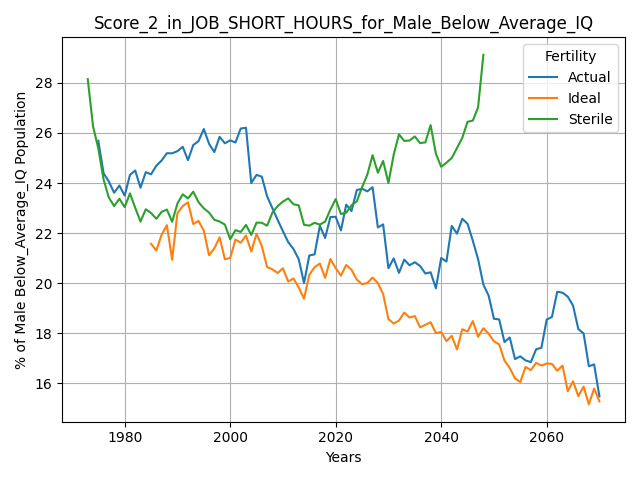 Score_2_in_JOB_SHORT_HOURS_for_Male_Below_Average_IQ
Fertility
Actual
Ideal
Sterile
% of Male Below_Average_IQ Population
28
26
24
22
20
18
16
1980
2000
2020
2040
2060
Years